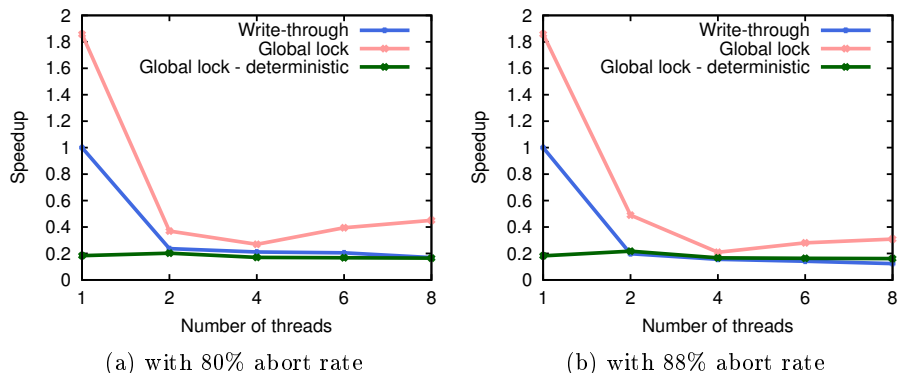 2
1.8
1.6
1.4
1.2
1
0.8
0.6
0.4
0.2
0
Speedup
Write-through
Global lock
Global lock - deterministic
1 2 4 6 8
Number of threads
(a) with 80% abort rate
2
1.8
1.6
1.4
1.2
1
0.8
0.6
0.4
0.2
0
Speedup
Write-through
Global lock
Global lock - deterministic
1 2 4 6 8
Number of threads
(b) with 88% abort rate